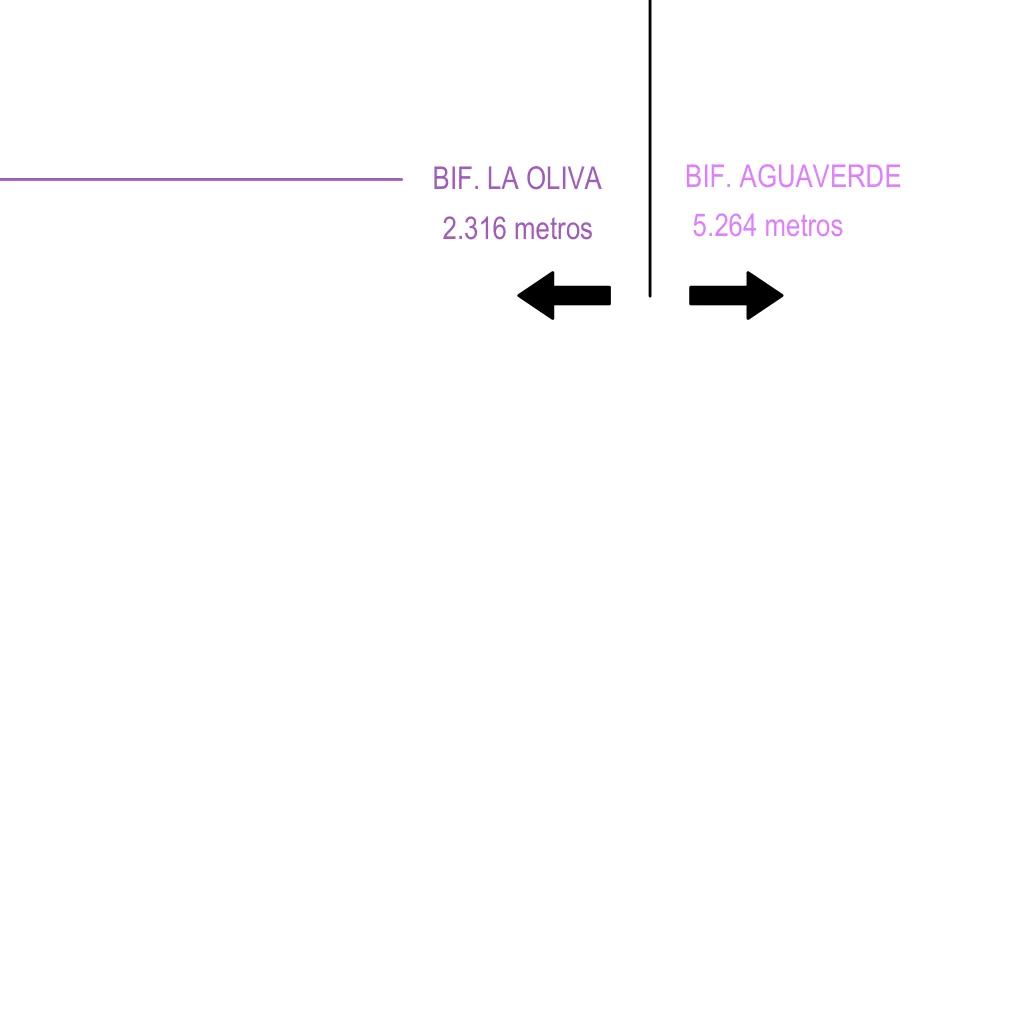 BIF. LA OLIVA
2.316 metros
BIF. AGUAVERDE
5.264 metros